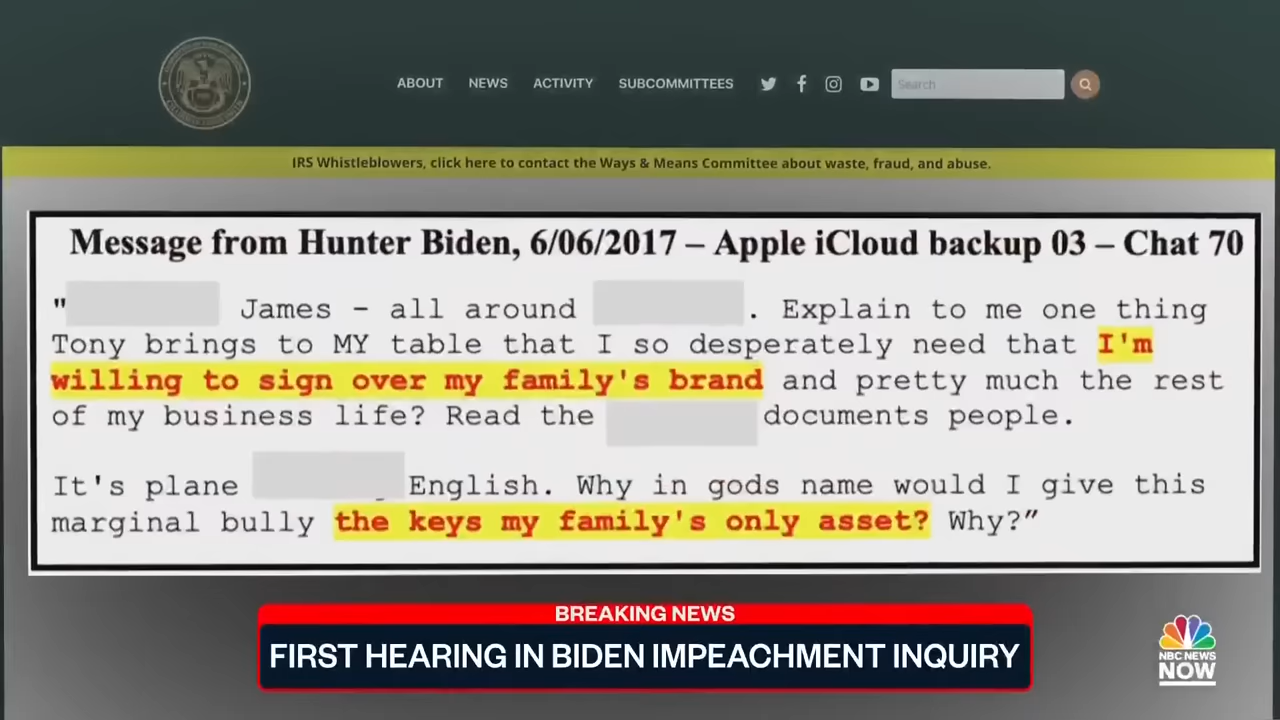 ABOUT NEWS ACTIVITY SUBCOMMITTEES Search
IRS Whistleblowers, click here to contact the Ways & Means Committee about waste, fraud, and abuse.
Message from Hunter Biden, 6/06/2017 – Apple iCloud backup 03 – Chat 70
" James - all around . Explain to me one thing
Tony brings to MY table that I so desperately need that I'm
willing to sign over my family's brand and pretty much the rest
of my business life? Read the documents people.
It's plane English. Why in gods name would I give this
marginal bully the keys my family's only asset? Why?”
BREAKING NEWS
FIRST HEARING IN BIDEN IMPEACHMENT INQUIRY
NBC NEWS
NOW